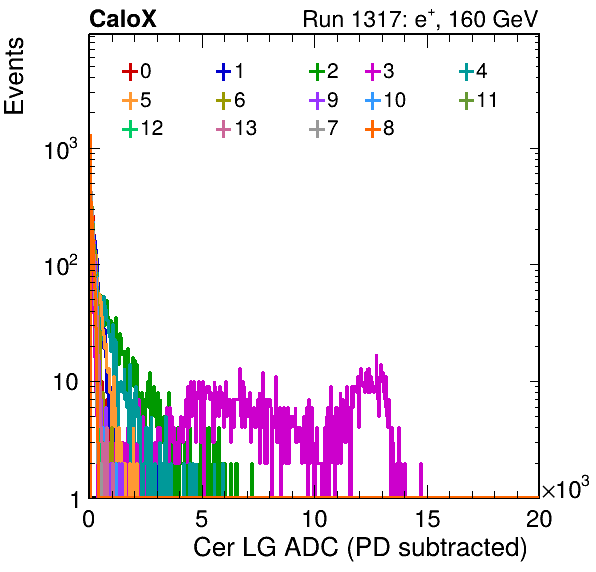 CaloX Run 1317: e⁺, 160 GeV
Events
0 1 2 3 4
5 6 9 10 11
12 13 7 8
10³
10²
10
1
0 5 10 15 20 ×10³
Cer LG ADC (PD subtracted)